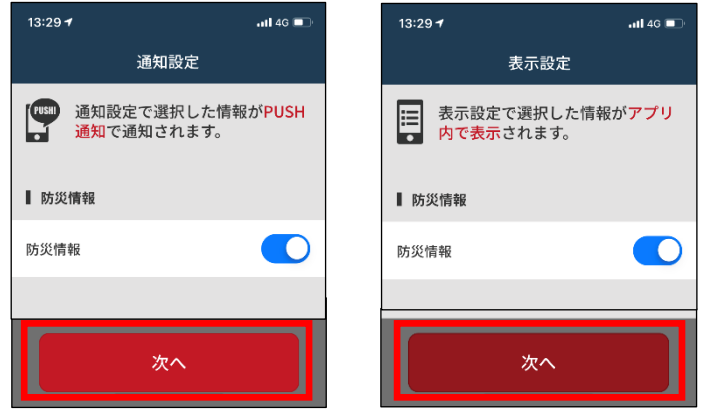 13:29
4G
通知設定
PUSH!
通知設定で選択した情報がPUSH
通知で通知されます。
防災情報
防災情報
次へ
13:29
4G
表示設定
表示設定で選択した情報がアプリ
内で表示されます。
防災情報
防災情報
次へ